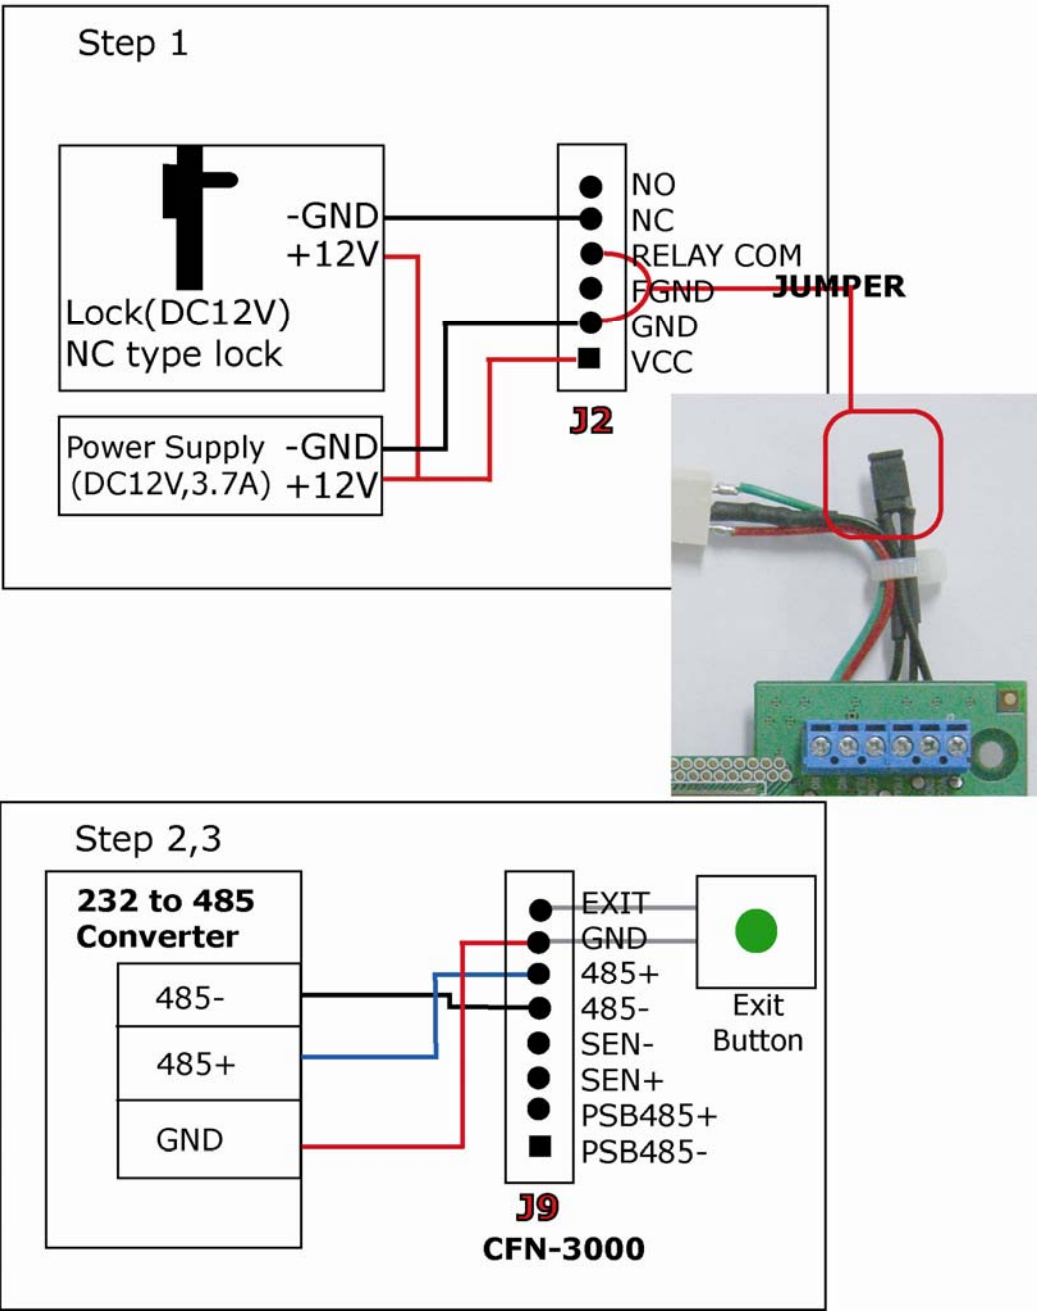 Step 1
-GND
+12V
Lock(DC12V)
NC type lock
Power Supply
(DC12V,3.7A)
-GND
+12V
NO
NC
RELAY COM
FGND
GND
VCC
J2
JUMPER
Step 2,3
232 to 485
Converter
485-
485+
GND
EXIT
GND
485+
485-
SEN-
SEN+
PSB485+
PSB485-
J9
CFN-3000
Exit
Button